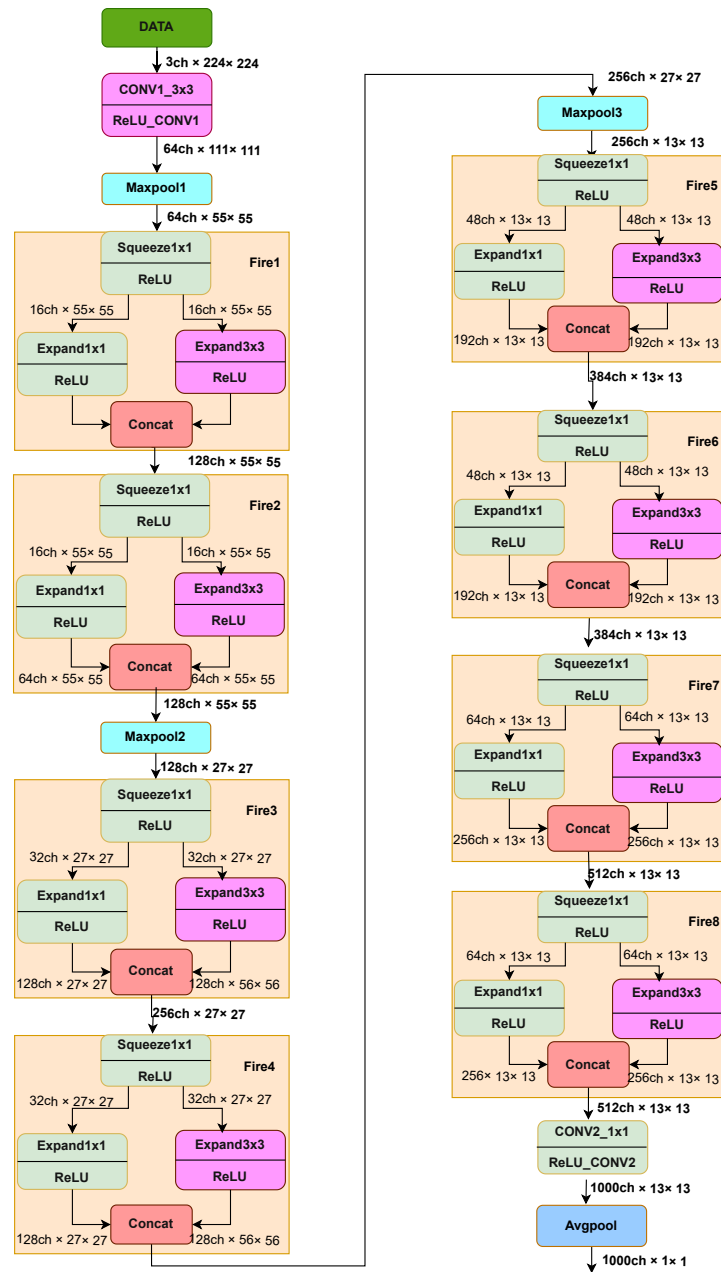 DATA
3ch × 224× 224
CONV1_3x3
ReLU_CONV1
64ch × 111× 111
Maxpool1
64ch × 55× 55
Fire1
Squeeze1x1
ReLU
16ch × 55× 55
16ch × 55× 55
Expand1x1
ReLU
Expand3x3
ReLU
Concat
128ch × 55× 55
Fire2
Squeeze1x1
ReLU
16ch × 55× 55
16ch × 55× 55
Expand1x1
ReLU
Expand3x3
ReLU
Concat
64ch × 55× 55
64ch × 55× 55
128ch × 55× 55
Maxpool2
128ch × 27× 27
Fire3
Squeeze1x1
ReLU
32ch × 27× 27
32ch × 27× 27
Expand1x1
ReLU
Expand3x3
ReLU
Concat
128ch × 27× 27
128ch × 56× 56
256ch × 27× 27
Fire4
Squeeze1x1
ReLU
32ch × 27× 27
32ch × 27× 27
Expand1x1
ReLU
Expand3x3
ReLU
Concat
128ch × 27× 27
128ch × 56× 56
256ch × 27× 27
Maxpool3
256ch × 13× 13
Fire5
Squeeze1x1
ReLU
48ch × 13× 13
48ch × 13× 13
Expand1x1
ReLU
Expand3x3
ReLU
Concat
192ch × 13× 13
192ch × 13× 13
384ch × 13× 13
Fire6
Squeeze1x1
ReLU
48ch × 13× 13
48ch × 13× 13
Expand1x1
ReLU
Expand3x3
ReLU
Concat
192ch × 13× 13
192ch × 13× 13
384ch × 13× 13
Fire7
Squeeze1x1
ReLU
64ch × 13× 13
64ch × 13× 13
Expand1x1
ReLU
Expand3x3
ReLU
Concat
256ch × 13× 13
256ch × 13× 13
512ch × 13× 13
Fire8
Squeeze1x1
ReLU
64ch × 13× 13
64ch × 13× 13
Expand1x1
ReLU
Expand3x3
ReLU
Concat
256× 13× 13
256ch × 13× 13
512ch × 13× 13
CONV2_1x1
ReLU_CONV2
1000ch × 13× 13
Avgpool
1000ch × 1× 1